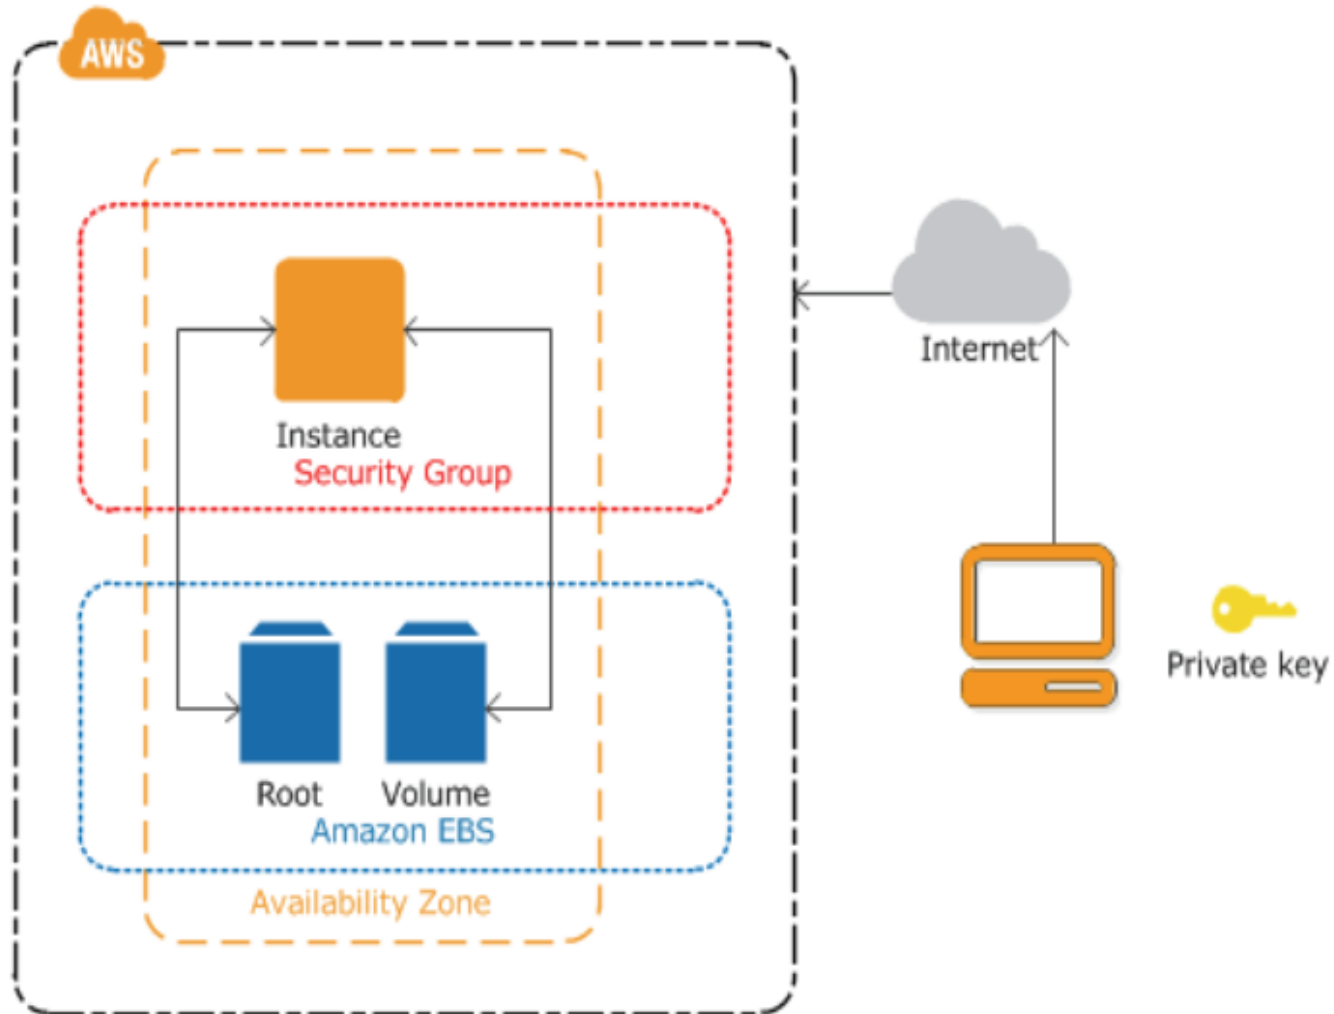 AWS
Internet
Instance
Security Group
Private key
Root
Volume
Amazon EBS
Availability Zone